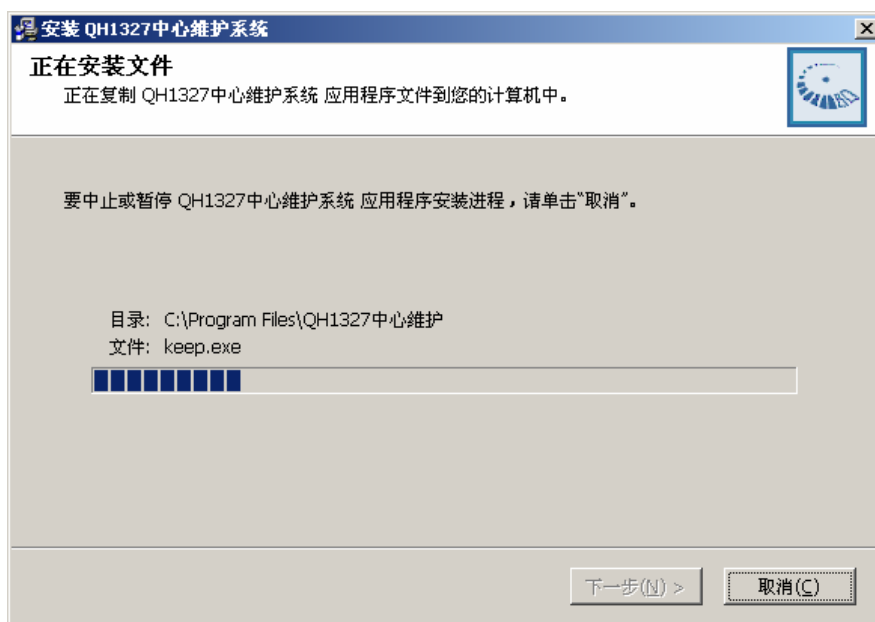 安装 QH1327中心维护系统
正在安装文件
正在复制 QH1327中心维护系统 应用程序文件到您的计算机中。
要中止或暂停 QH1327中心维护系统 应用程序安装进程，请单击“取消”。
目录: C:\Program Files\QH1327中心维护
文件: keep.exe
下一步(N) >
取消(C)